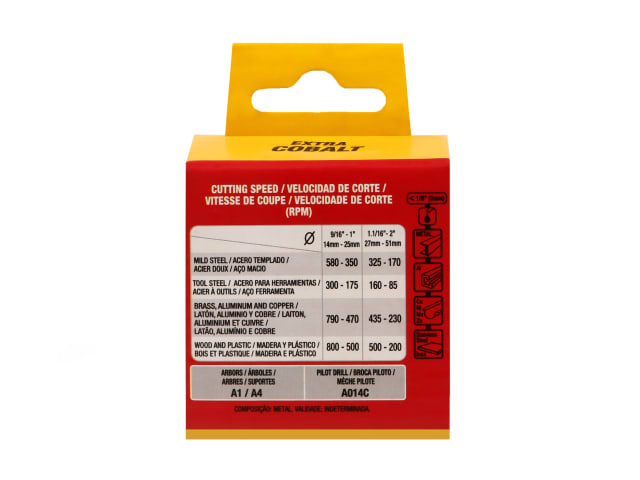 EXTRA
COBALT
CUTTING SPEED / VELOCIDAD DE CORTE /
VITESSE DE COUPE / VELOCIDADE DE CORTE
(RPM)
< 1/8" (3mm)
Ø
9/16" - 1"
14mm - 25mm
1.1/16"- 2"
27mm - 51mm
METAL
MILD STEEL / ACERO TEMPLADO /
ACIER DOUX / AÇO MACIO
580 - 350
325 - 170
TOOL STEEL / ACERO PARA HERRAMIENTAS /
ACIER À OUTILS / AÇO FERRAMENTA
300 - 175
160 - 85
BRASS, ALUMINUM AND COPPER /
LATÓN, ALUMINIO Y COBRE / LAITON,
ALUMINIUM ET CUIVRE /
LATÃO, ALUMÍNIO E COBRE
790 - 470
435 - 230
WOOD AND PLASTIC / MADERA Y PLÁSTICO /
BOIS ET PLASTIQUE / MADEIRA E PLÁSTICO
800 - 500
500 - 200
ARBORS / ÁRBOLES /
ARBRES / SUPORTES
A1 / A4
PILOT DRILL / BROCA PILOTO /
MÈCHE PILOTE
A014C
COMPOSIÇÃO: METAL. VALIDADE: INDETERMINADA.